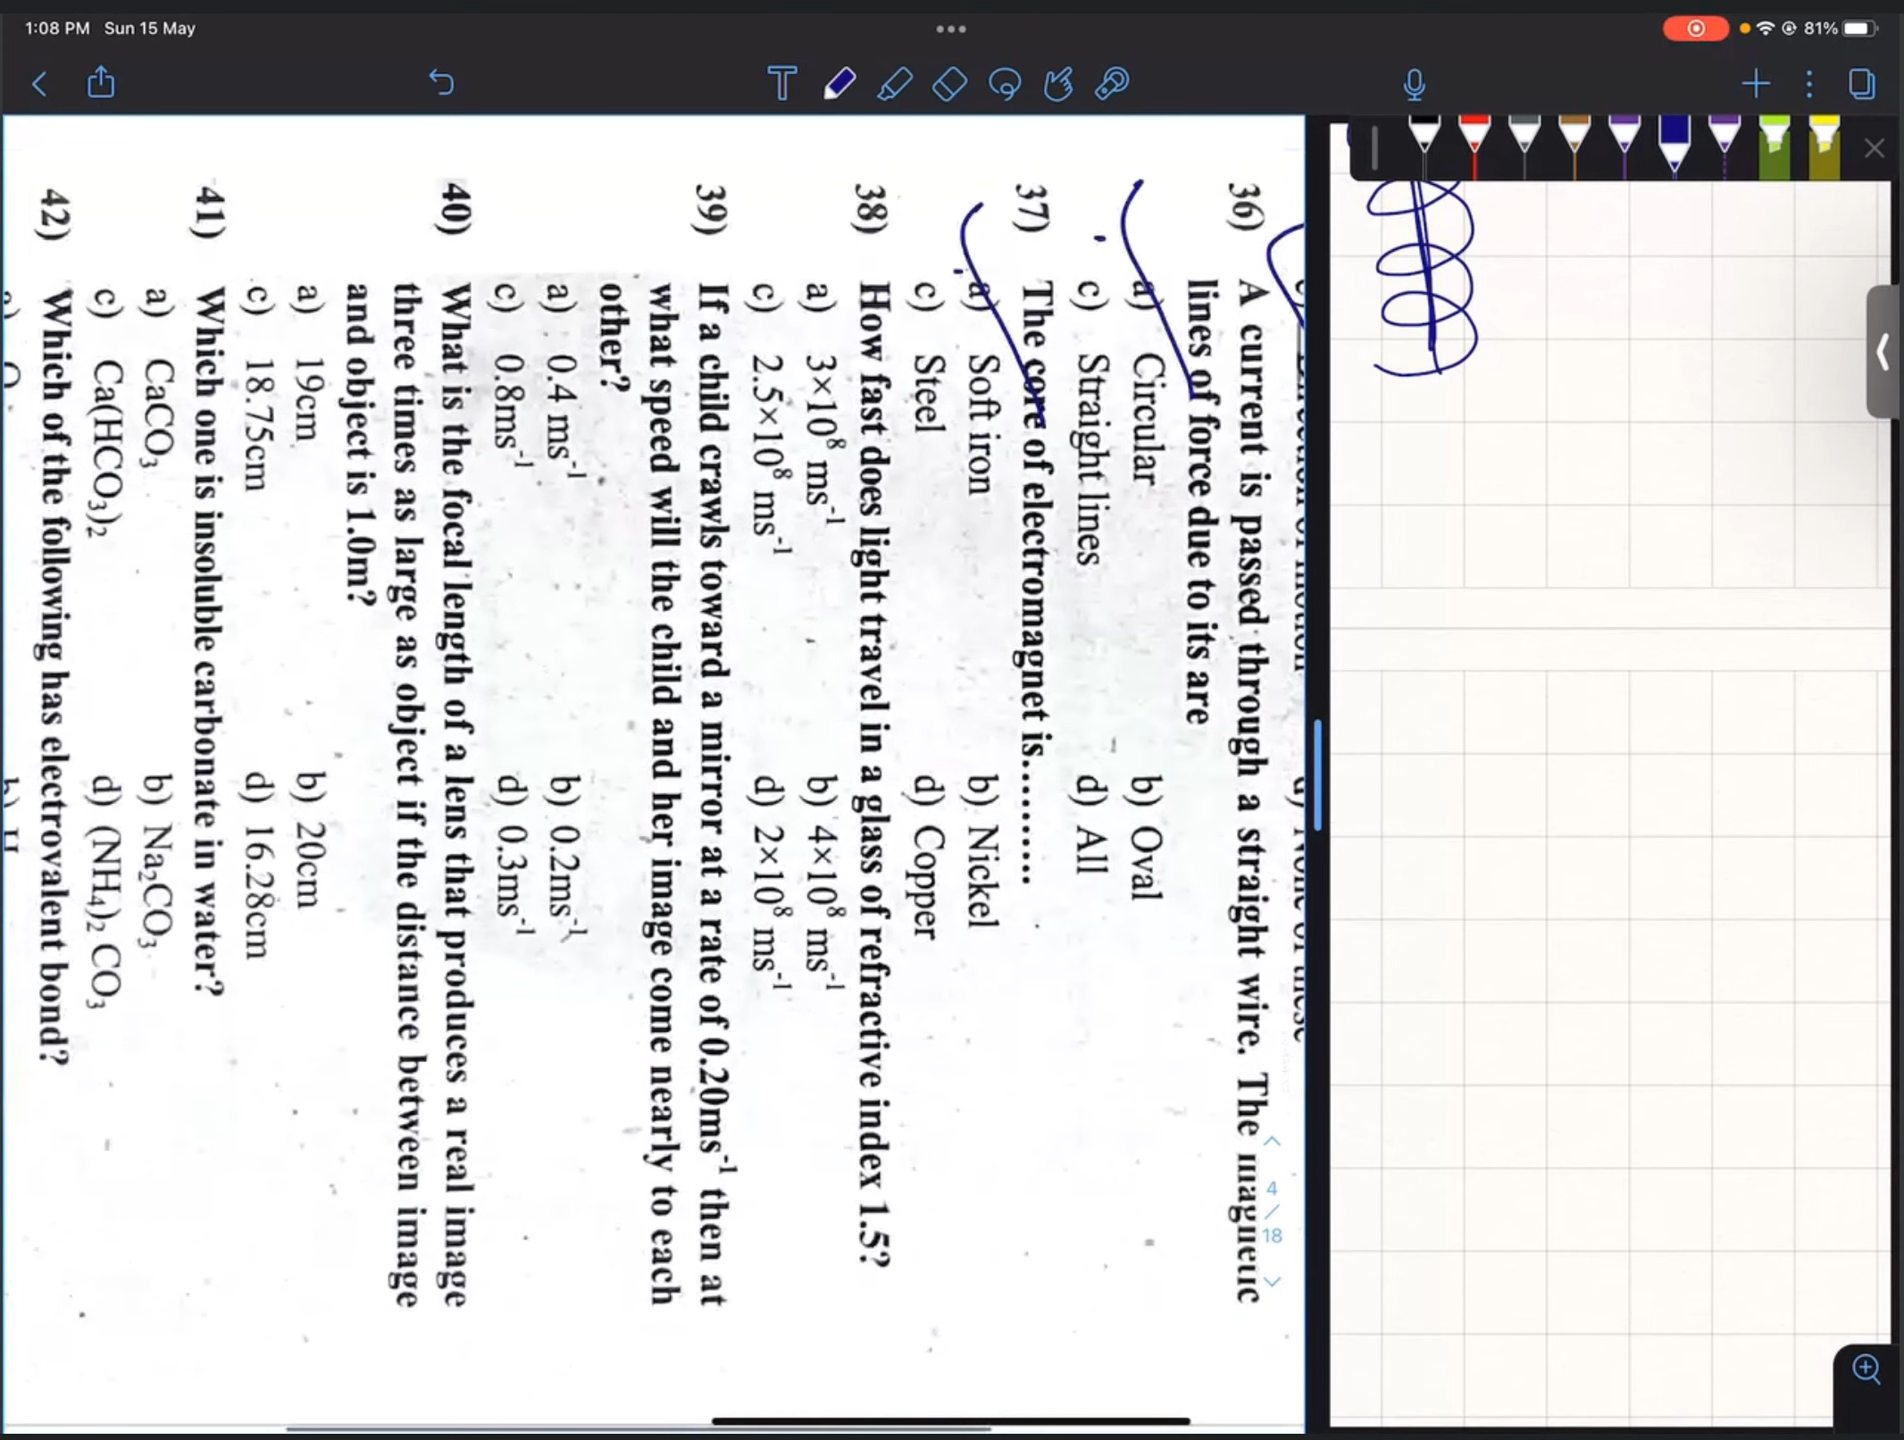 1:08 PM Sun 15 May
81%
36) A current is passed through a straight wire. The magnetic
lines of force due to its are
a) Circular b) Oval
c) Straight lines d) All
37) The core of electromagnet is..........
a) Soft iron b) Nickel
c) Steel d) Copper
38) How fast does light travel in a glass of refractive index 1.5?
a) 3×10⁸ ms⁻¹ b) 4×10⁸ ms⁻¹
c) 2.5×10⁸ ms⁻¹ d) 2×10⁸ ms⁻¹
39) If a child crawls toward a mirror at a rate of 0.20ms⁻¹ then at
what speed will the child and her image come nearly to each
other?
a) 0.4 ms⁻¹ b) 0.2ms⁻¹
c) 0.8ms⁻¹ d) 0.3ms⁻¹
40) What is the focal length of a lens that produces a real image
three times as large as object if the distance between image
and object is 1.0m?
a) 19cm b) 20cm
c) 18.75cm d) 16.28cm
41) Which one is insoluble carbonate in water?
a) CaCO₃ b) Na₂CO₃
c) Ca(HCO₃)₂ d) (NH₄)₂ CO₃
42) Which of the following has electrovalent bond?
4
/
18